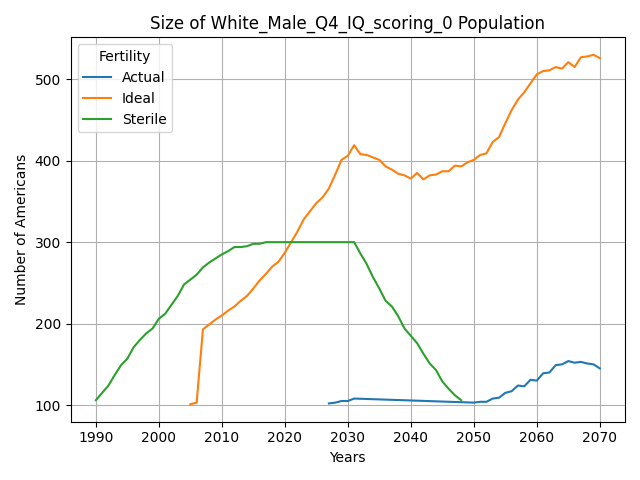 Size of White_Male_Q4_IQ_scoring_0 Population
Fertility
Actual
Ideal
Sterile
Number of Americans
500
400
300
200
100
1990 2000 2010 2020 2030 2040 2050 2060 2070
Years